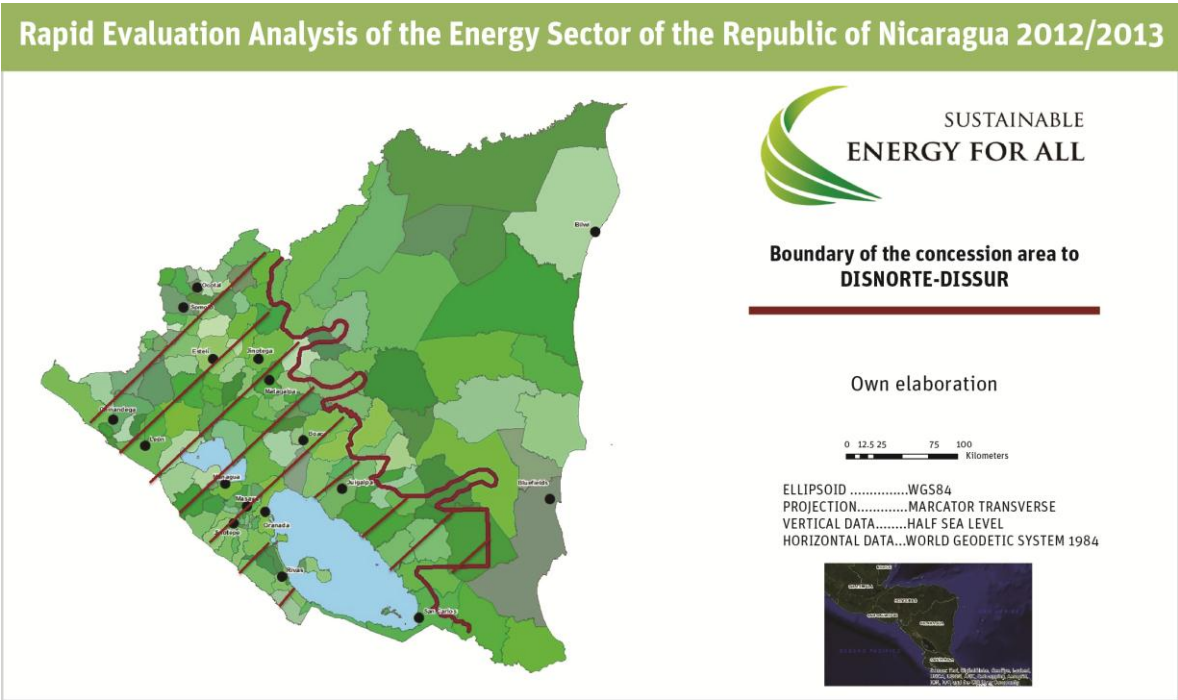 Rapid Evaluation Analysis of the Energy Sector of the Republic of Nicaragua 2012/2013
SUSTAINABLE
ENERGY FOR ALL
Boundary of the concession area to
DISNORTE-DISSUR
Own elaboration
0 12.5 25 75 100
Kilometers
ELLIPSOID ..............WGS84
PROJECTION.............MARCATOR TRANSVERSE
VERTICAL DATA........HALF SEA LEVEL
HORIZONTAL DATA...WORLD GEODETIC SYSTEM 1984
Bilwi
Ocotal
Somoto
Estelí
Jinotega
Matagalpa
Chinandega
León
Boaco
Managua
Juigalpa
Bluefields
Masaya
Granada
Jinotepe
Rivas
San Carlos
NICARAGUA